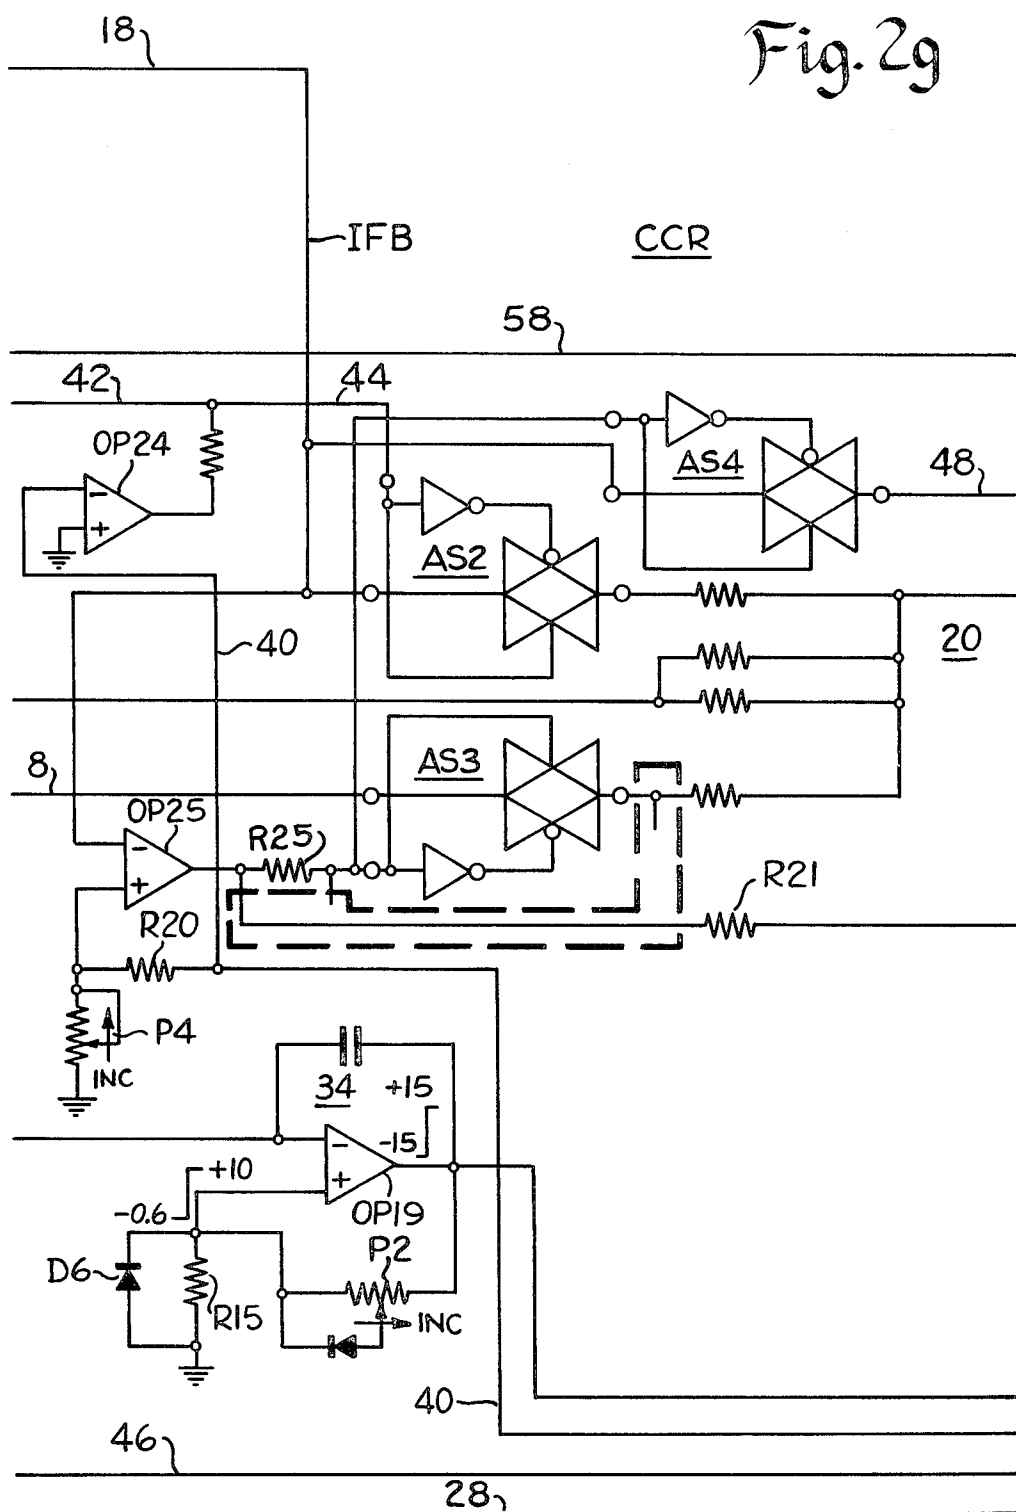 18
Fig. 2g
IFB
CCR
58
42
44
OP24
AS4
48
-
+
AS2
20
40
AS3
8
OP25
R25
-
+
R21
R20
P4
INC
34
+15
-15
-
+
+10
-0.6
OP19
P2
D6
R15
INC
40
46
28